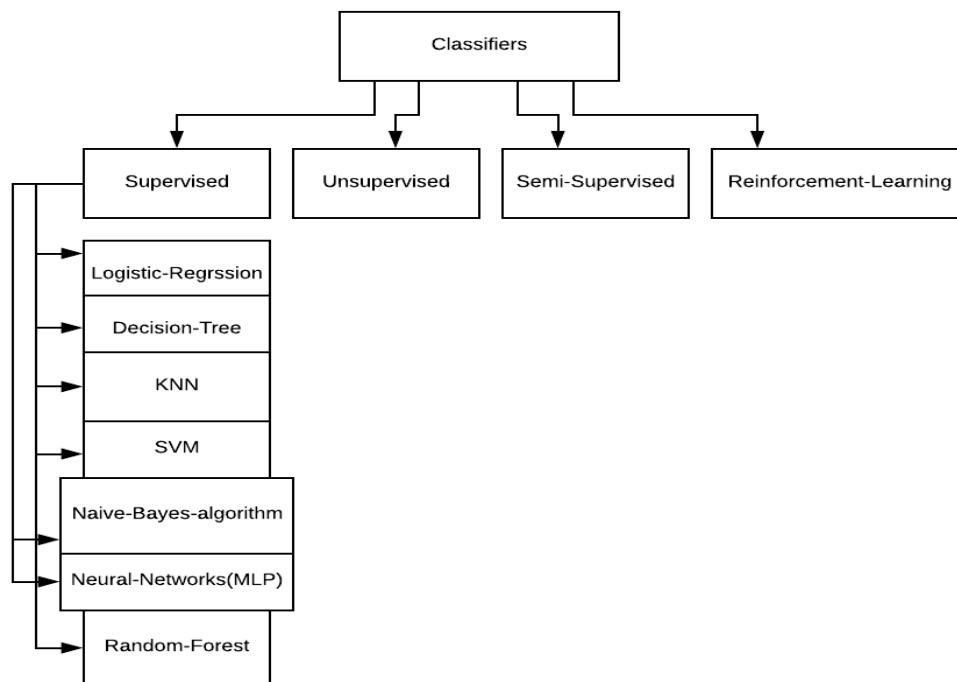 Classifiers
Supervised
Unsupervised
Semi-Supervised
Reinforcement-Learning
Logistic-Regrssion
Decision-Tree
KNN
SVM
Naive-Bayes-algorithm
Neural-Networks(MLP)
Random-Forest